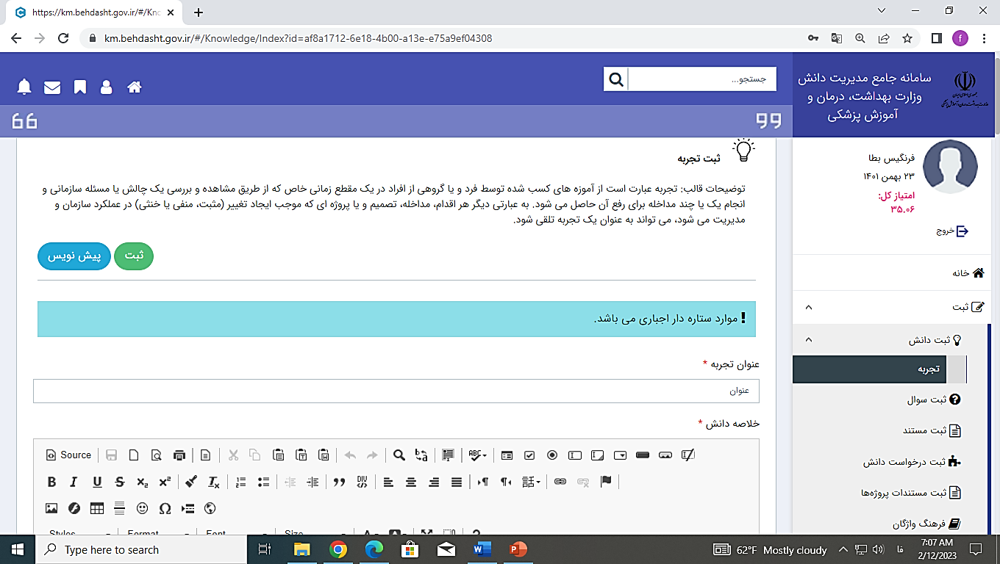 https://km.behdasht.gov.ir/#/Knc
km.behdasht.gov.ir/#/Knowledge/Index?id=af8a1712-6e18-4b00-a13e-e75a9ef04308
f
سامانه جامع مدیریت دانش
وزارت بهداشت، درمان و
آموزش پزشکی
جستجو...
فرنگیس بطا
۲۳ بهمن ۱۴۰۱
امتیاز کل:
۳۵.۰۶
خروج
خانه
ثبت
ثبت دانش
تجربه
ثبت سوال
ثبت مستند
ثبت درخواست دانش
ثبت مستندات پروژه‌ها
فرهنگ واژگان
ثبت تجربه
توضیحات قالب: تجربه عبارت است از آموزه های کسب شده توسط فرد و یا گروهی از افراد در یک مقطع زمانی خاص که از طریق مشاهده و بررسی یک چالش یا مسئله سازمانی و
انجام یک یا چند مداخله برای رفع آن حاصل می شود. به عبارتی دیگر هر اقدام، مداخله، تصمیم و یا پروژه ای که موجب ایجاد تغییر (مثبت، منفی یا خنثی) در عملکرد سازمان و
مدیریت می شود، می تواند به عنوان یک تجربه تلقی شود.
ثبت
پیش نویس
! موارد ستاره دار اجباری می باشد.
عنوان تجربه *
عنوان
خلاصه دانش *
Source
Styles Format Font Size
Type here to search
62°F Mostly cloudy
فا
7:07 AM
2/12/2023